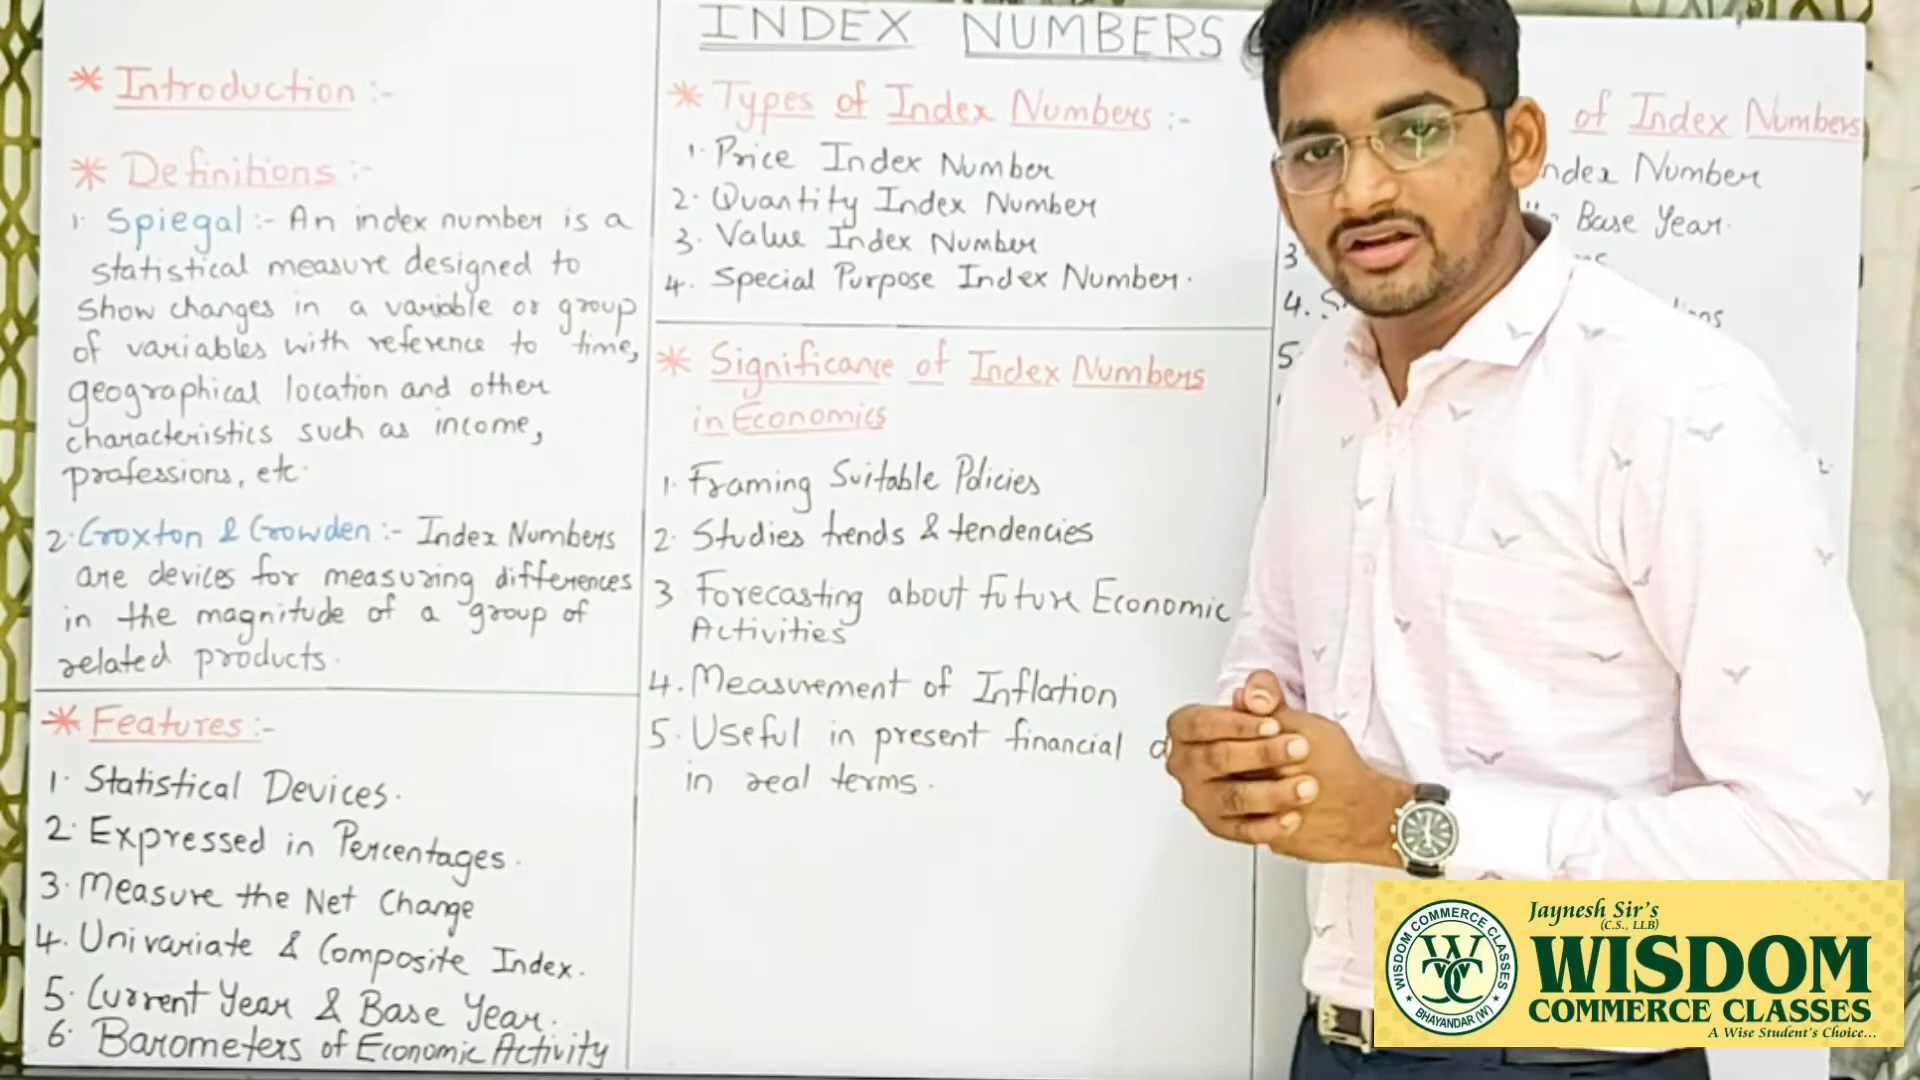 INDEX NUMBERS
* Introduction :-
* Definitions :-
1. Spiegal :- An index number is a
statistical measure designed to
show changes in a variable or group
of variables with reference to time,
geographical location and other
characteristics such as income,
professions, etc.
2. Croxton & Crowden :- Index Numbers
are devices for measuring differences
in the magnitude of a group of
related products.
* Features :-
1. Statistical Devices.
2. Expressed in Percentages.
3. Measure the Net Change
4. Univariate & Composite Index.
5. Current Year & Base Year.
6. Barometers of Economic Activity
* Types of Index Numbers :-
1. Price Index Number
2. Quantity Index Number
3. Value Index Number
4. Special Purpose Index Number.
* Significance of Index Numbers
in Economics
1. Framing Suitable Policies
2. Studies trends & tendencies
3 Forecasting about future Economic
Activities
4. Measurement of Inflation
5. Useful in present financial
in real terms.
of Index Numbers
Number
Base Year.
3
4.
5
Jaynesh Sir's
(C.S., LLB)
WISDOM
COMMERCE CLASSES
A Wise Student's Choice...
WISDOM COMMERCE CLASSES
BHAYANDAR (W)
WCC